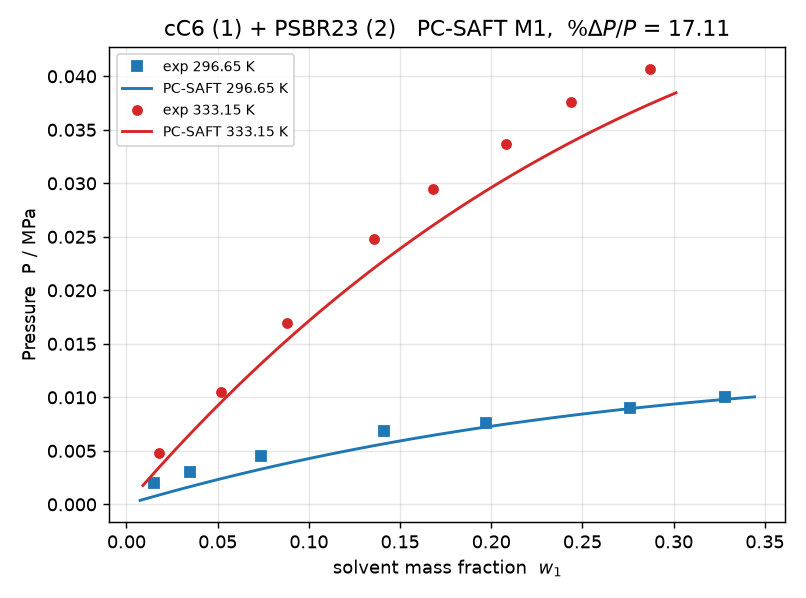 cC6 (1) + PSBR23 (2)   PC-SAFT M1,  %ΔP/P = 17.11
exp 296.65 K
PC-SAFT 296.65 K
exp 333.15 K
PC-SAFT 333.15 K
Pressure  P / MPa
0.040
0.035
0.030
0.025
0.020
0.015
0.010
0.005
0.000
0.00 0.05 0.10 0.15 0.20 0.25 0.30 0.35
solvent mass fraction  w₁